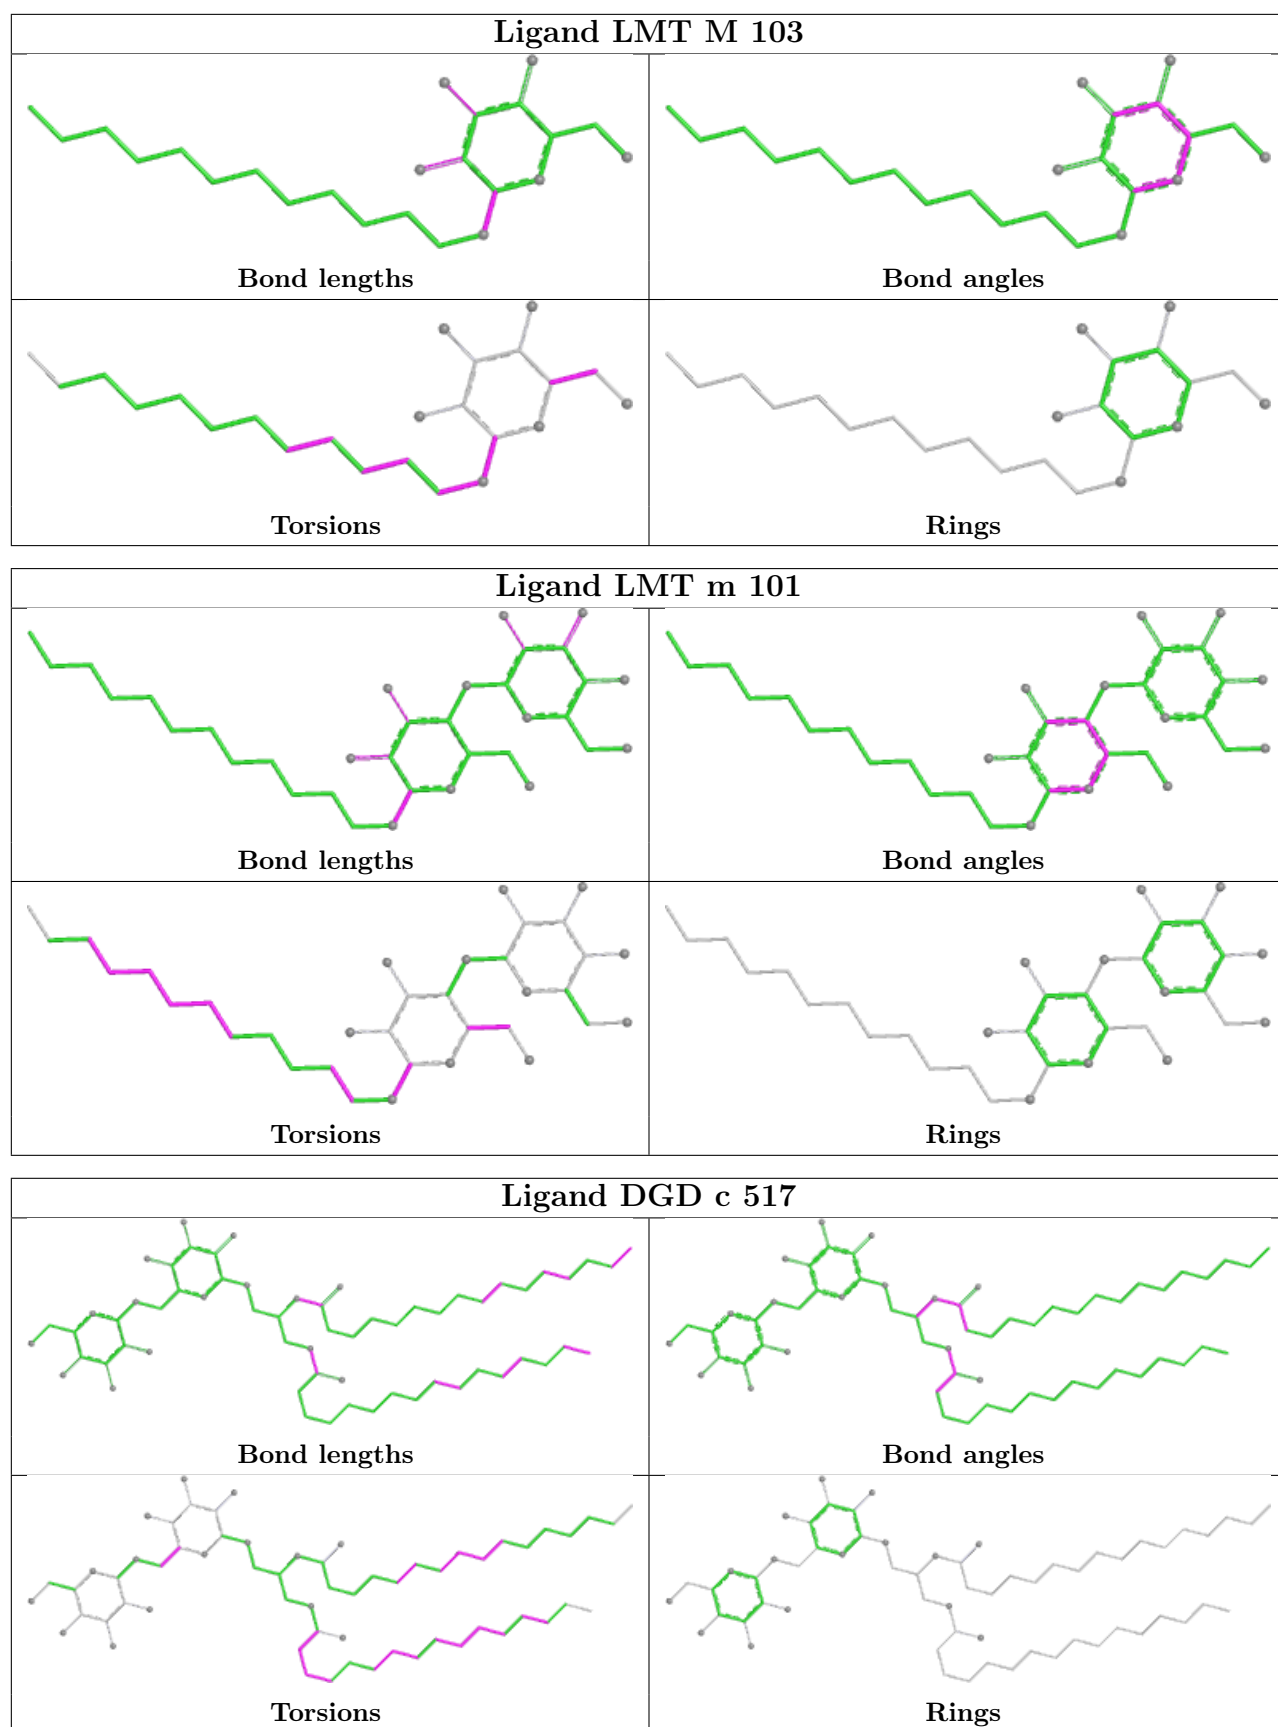 Ligand LMT M 103
Bond lengths
Bond angles
Torsions
Rings
Ligand LMT m 101
Bond lengths
Bond angles
Torsions
Rings
Ligand DGD c 517
Bond lengths
Bond angles
Torsions
Rings